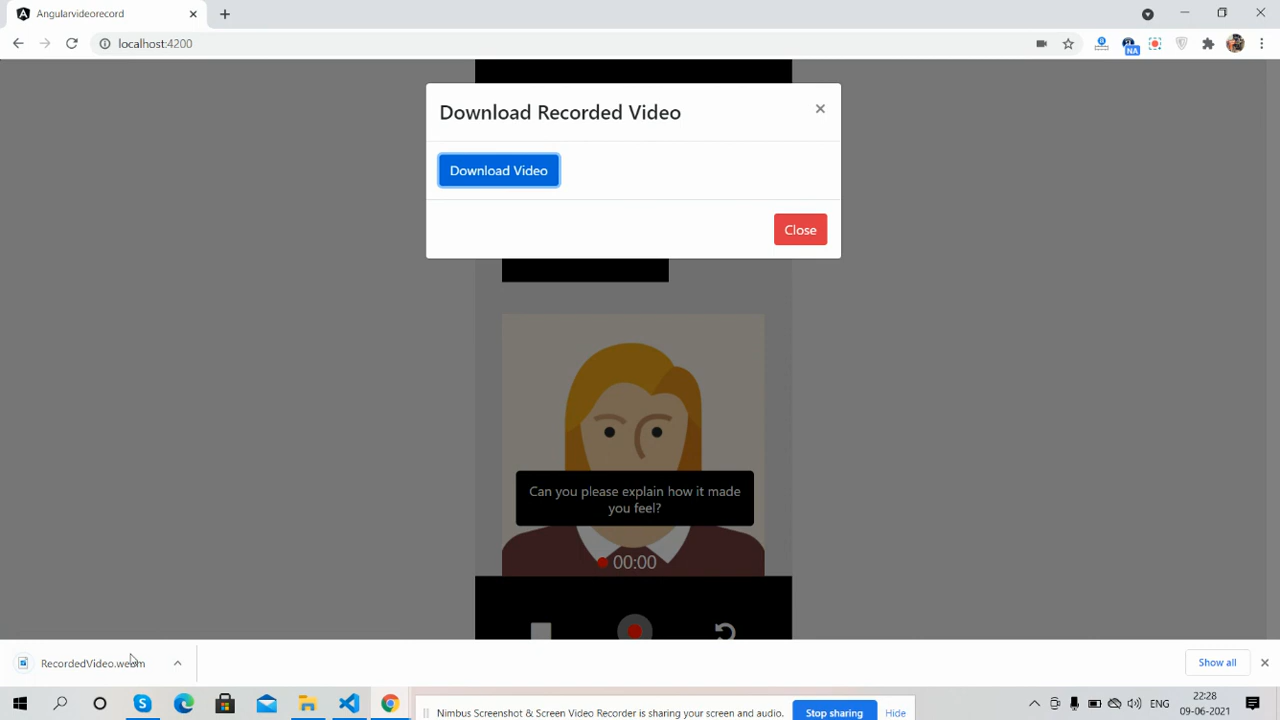 Angularvideorecord
localhost:4200
NA
Download Recorded Video
Download Video
Close
Can you please explain how it made
you feel?
00:00
RecordedVideo.webm
Show all
Nimbus Screenshot & Screen Video Recorder is sharing your screen and audio.
Stop sharing
Hide
ENG
22:28
09-06-2021